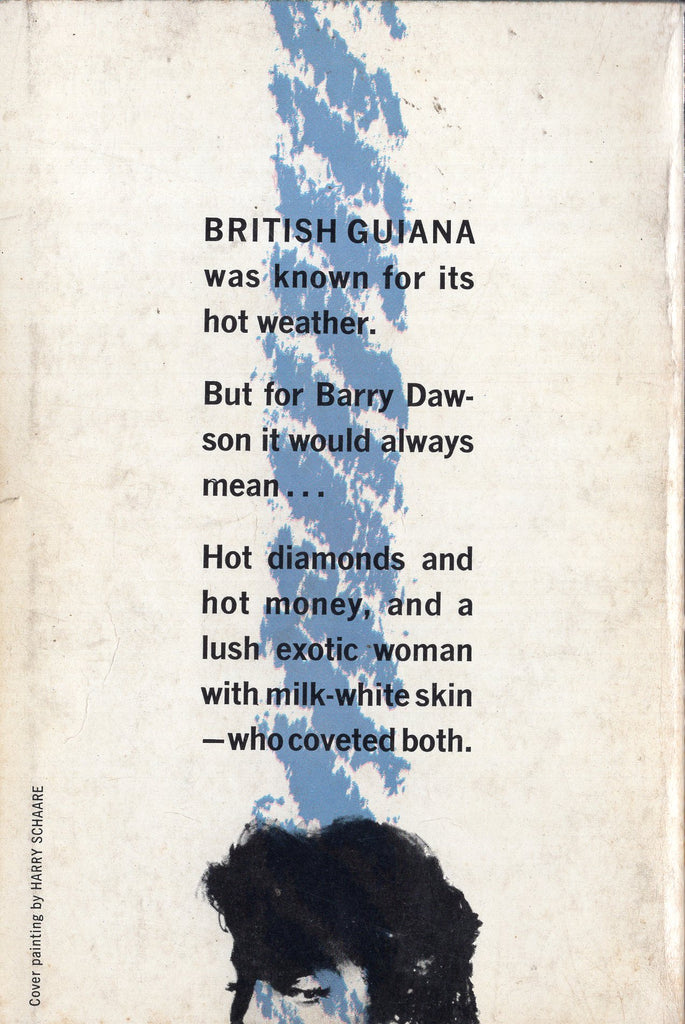 BRITISH GUIANA
was known for its
hot weather.
But for Barry Daw-
son it would always
mean...
Hot diamonds and
hot money, and a
lush exotic woman
with milk-white skin
—who coveted both.
Cover painting by HARRY SCHAARE